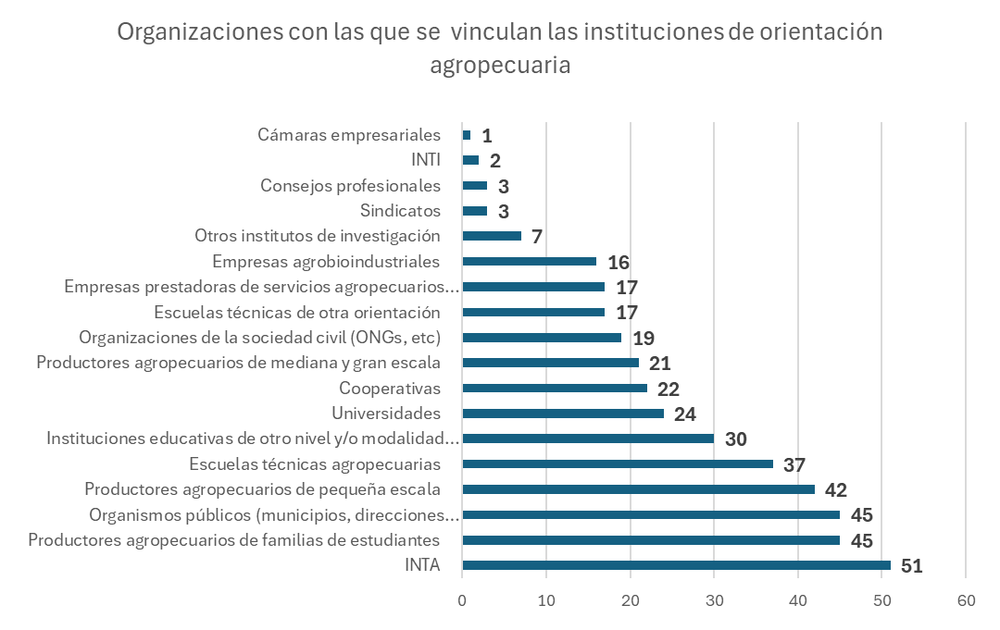 Organizaciones con las que se vinculan las instituciones de orientación
agropecuaria
Cámaras empresariales 1
INTI 2
Consejos profesionales 3
Sindicatos 3
Otros institutos de investigación 7
Empresas agrobioindustriales 16
Empresas prestadoras de servicios agropecuarios... 17
Escuelas técnicas de otra orientación 17
Organizaciones de la sociedad civil (ONGs, etc) 19
Productores agropecuarios de mediana y gran escala 21
Cooperativas 22
Universidades 24
Instituciones educativas de otro nivel y/o modalidad... 30
Escuelas técnicas agropecuarias 37
Productores agropecuarios de pequeña escala 42
Organismos públicos (municipios, direcciones... 45
Productores agropecuarios de familias de estudiantes 45
INTA 51
0 10 20 30 40 50 60